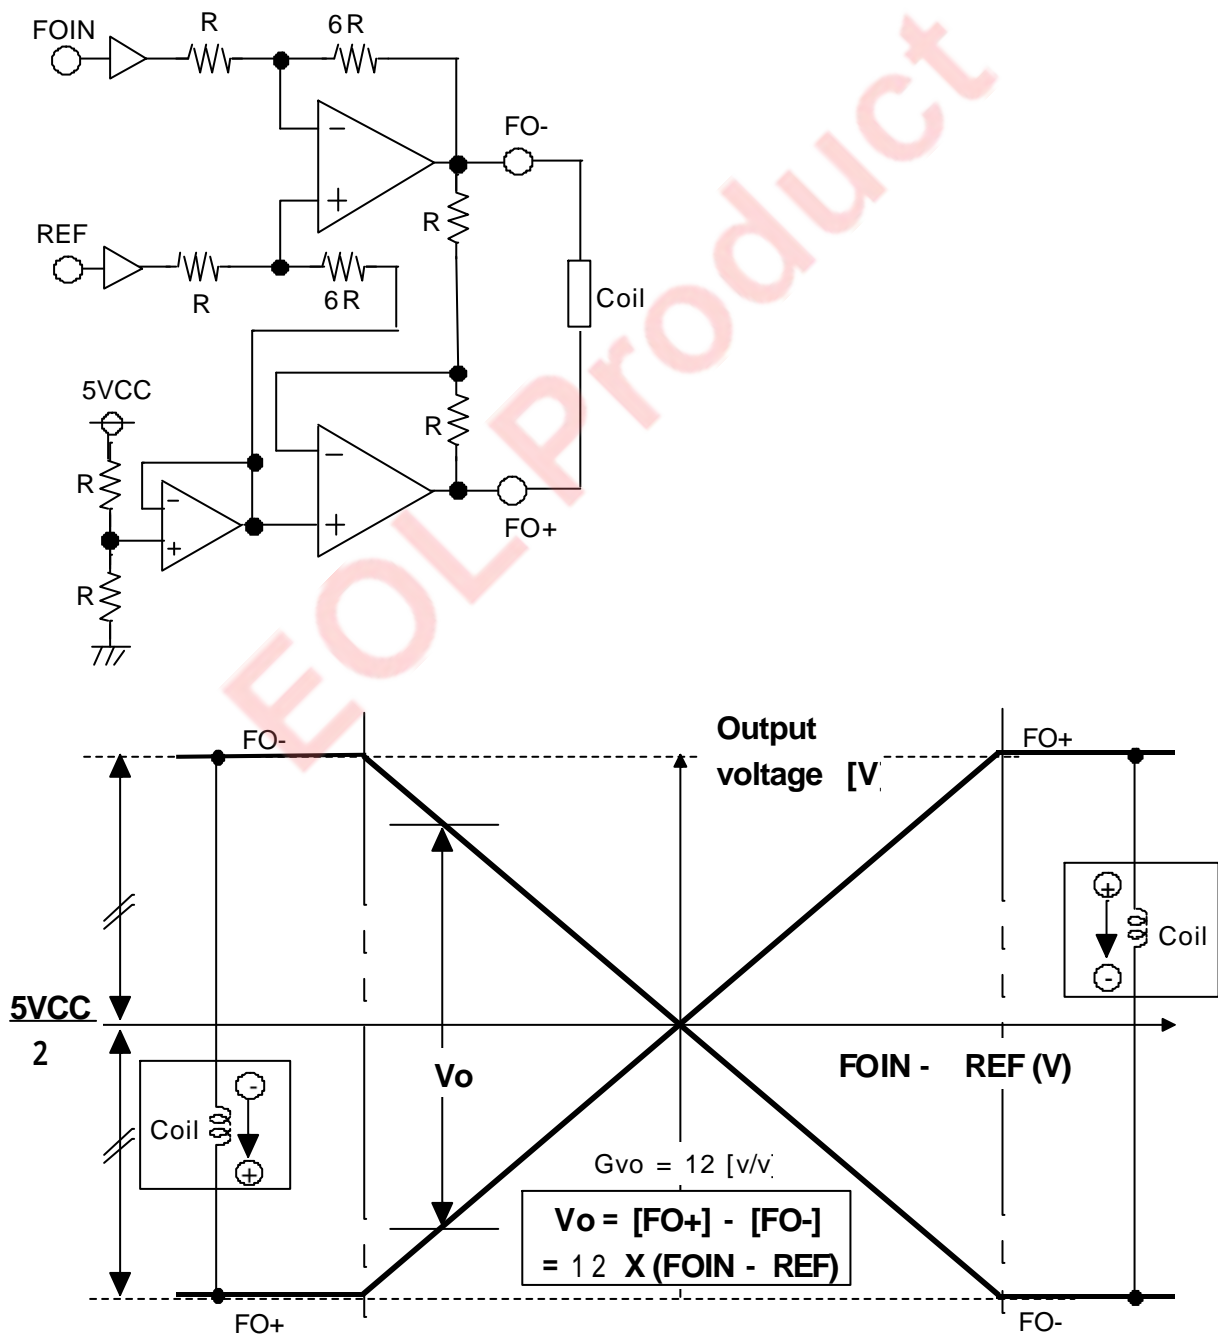 FOIN
R
6R
FO-
REF
R
R
6R
Coil
5VCC
R
R
FO+
R
EOL Product
FO-
Output
voltage [V]
FO+
Coil
5VCC
2
Vo
FOIN - REF (V)
Coil
Gvo = 12 [v/v]
Vo = [FO+] - [FO-]
= 12 X (FOIN - REF)
FO+
FO-